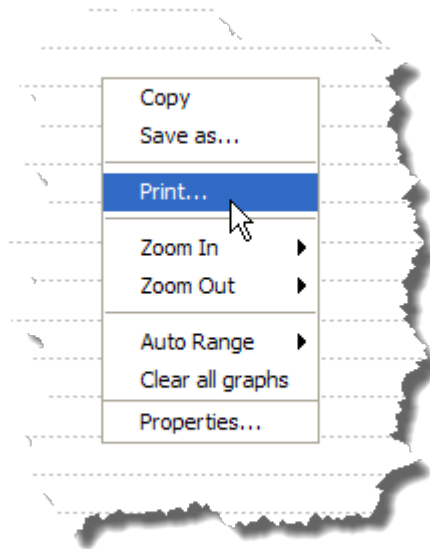 Copy
Save as...
Print...
Zoom In
Zoom Out
Auto Range
Clear all graphs
Properties...